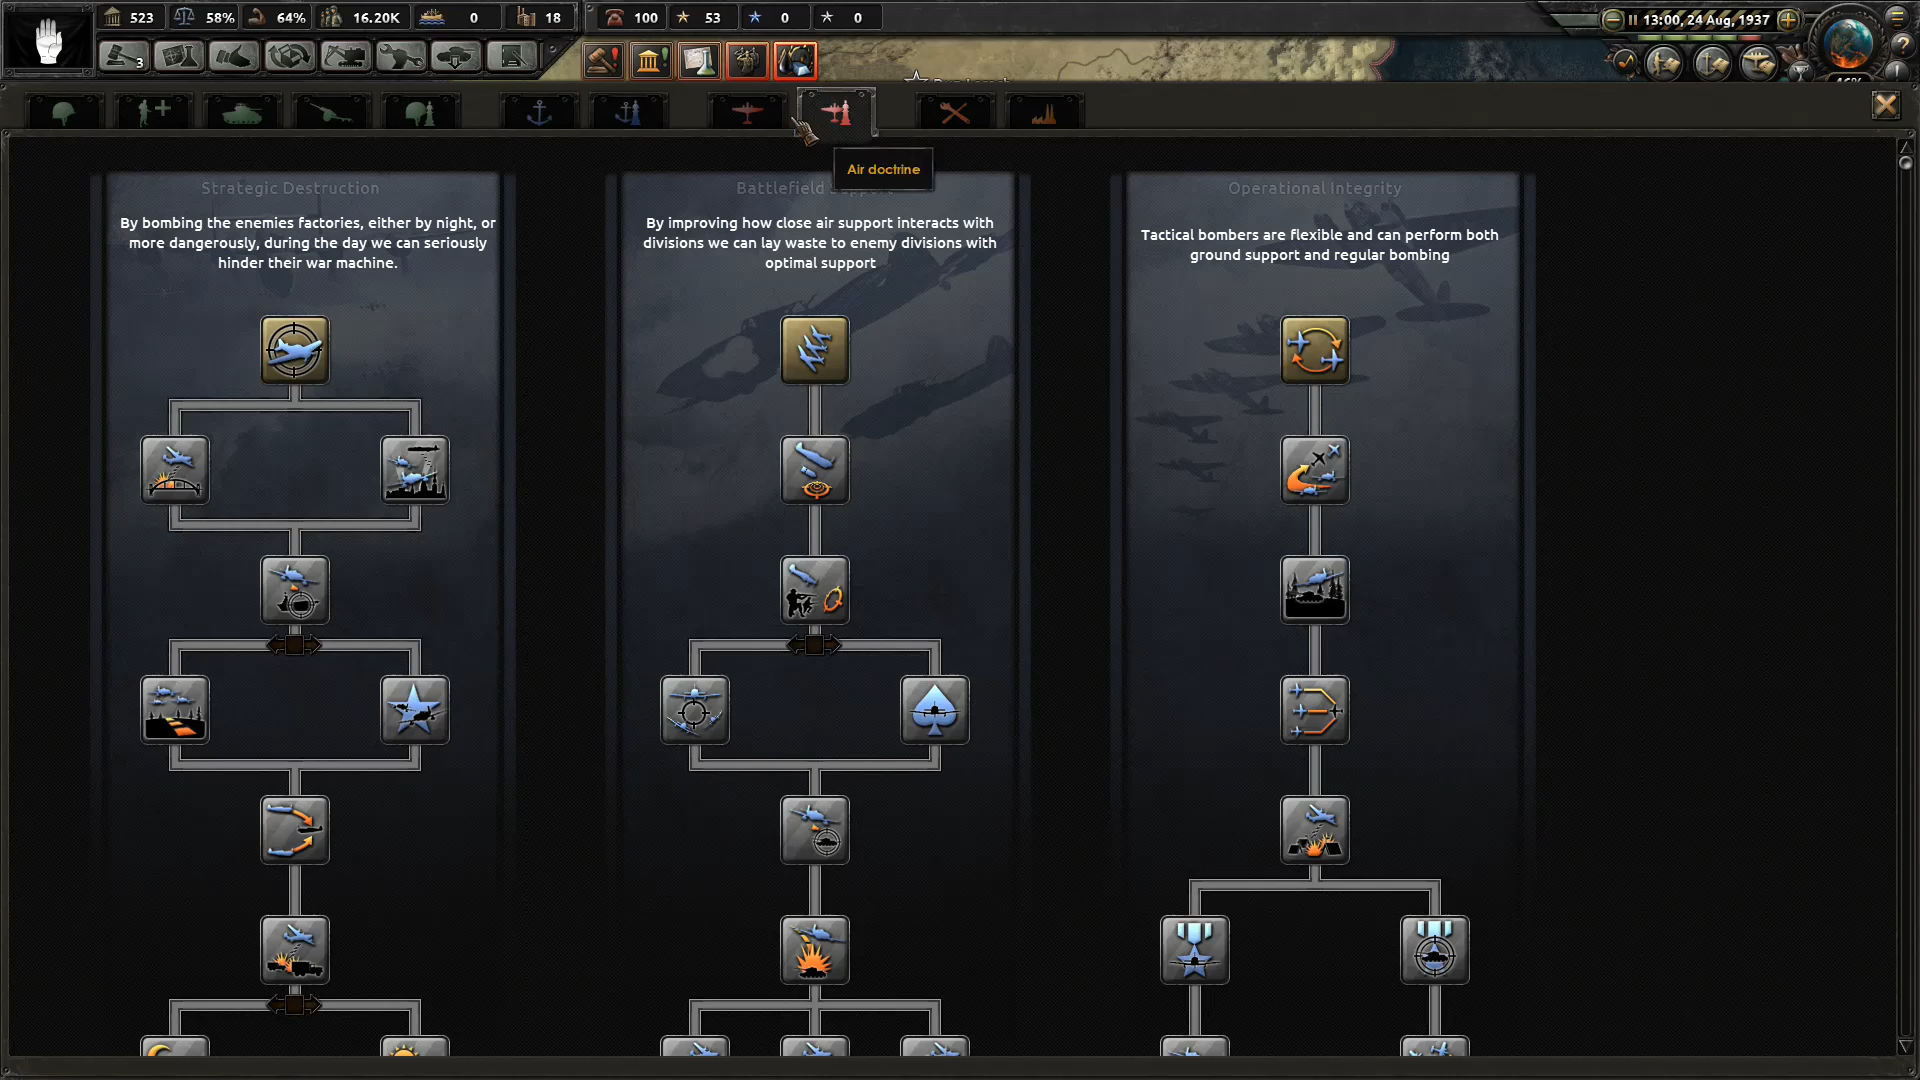 523
58%
64%
16.20K
0
18
100
53
0
0
13:00, 24 Aug, 1937
3
Air doctrine
Strategic Destruction
Battlefield
Operational Integrity
By bombing the enemies factories, either by night, or
more dangerously, during the day we can seriously
hinder their war machine.
By improving how close air support interacts with
divisions we can lay waste to enemy divisions with
optimal support
Tactical bombers are flexible and can perform both
ground support and regular bombing